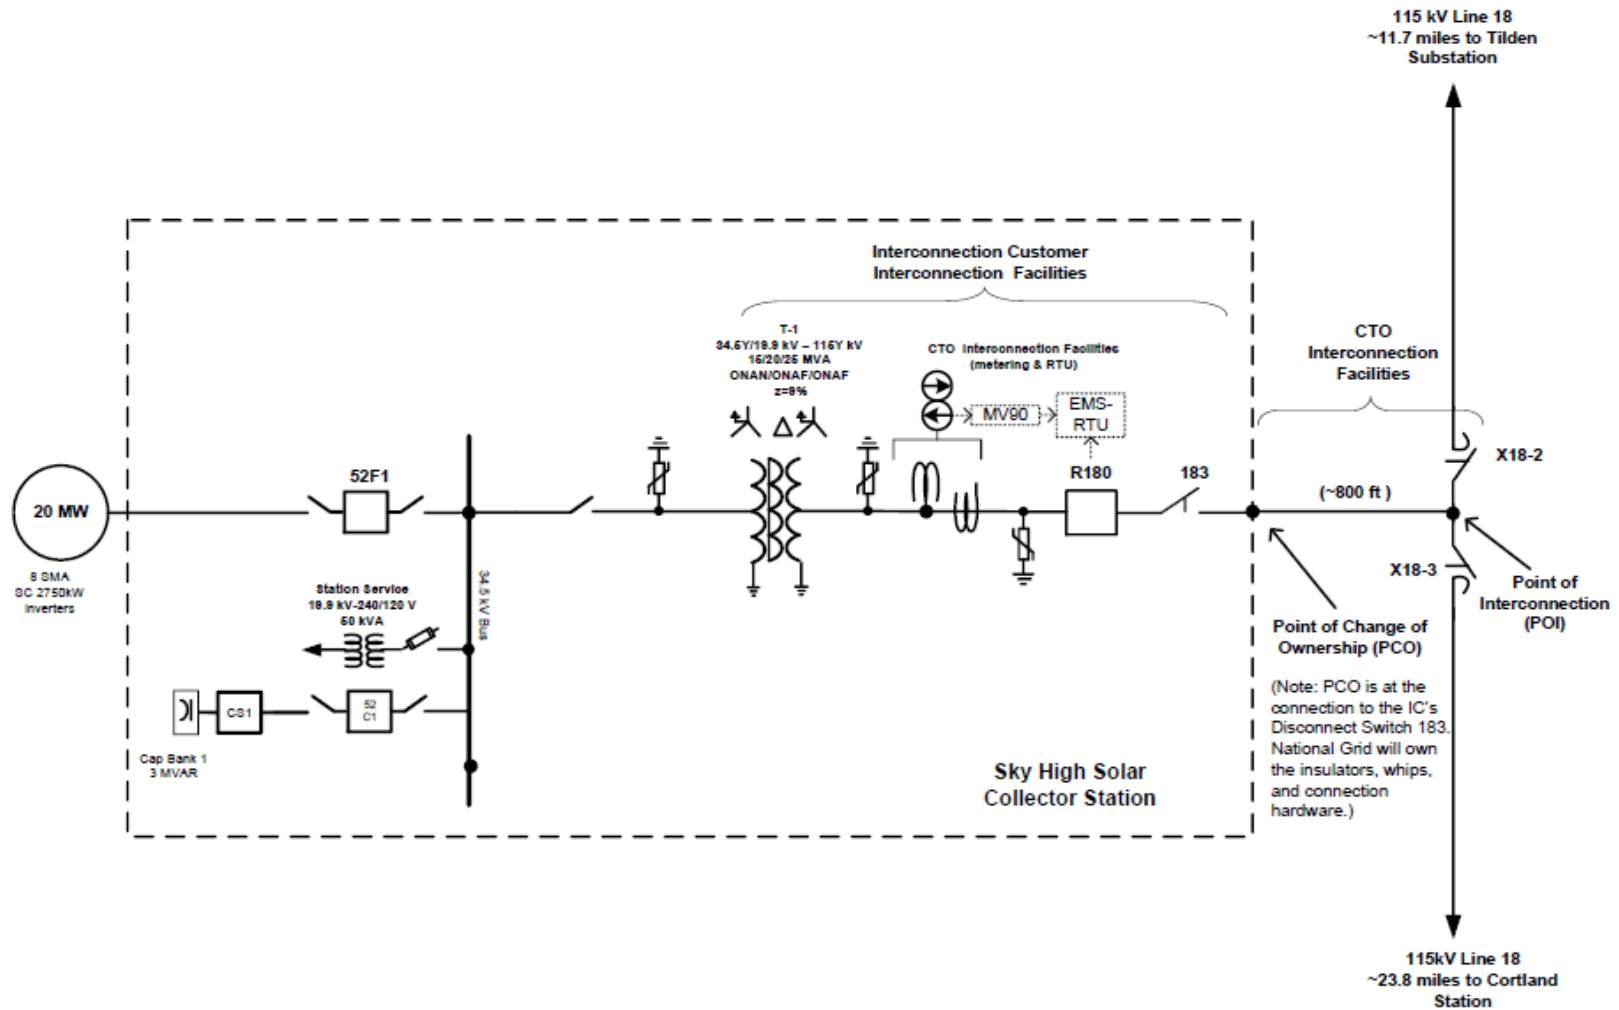 115 kV Line 18
~11.7 miles to Tilden
Substation
Interconnection Customer
Interconnection Facilities
T-1
34.5Y/19.9 kV – 115Y kV
15/20/25 MVA
ONAN/ONAF/ONAF
z=9%
CTO Interconnection Facilities
(metering & RTU)
MV90
EMS-
RTU
CTO
Interconnection
Facilities
52F1
R180
183
X18-2
(~800 ft )
20 MW
8 SMA
SC 2750kW
Inverters
Station Service
19.9 kV-240/120 V
50 kVA
34.5 kV Bus
X18-3
Point of
Interconnection
(POI)
Point of Change of
Ownership (PCO)
(Note: PCO is at the
connection to the IC's
Disconnect Switch 183.
National Grid will own
the insulators, whips,
and connection
hardware.)
CS1
52
C1
Cap Bank 1
3 MVAR
Sky High Solar
Collector Station
115kV Line 18
~23.8 miles to Cortland
Station